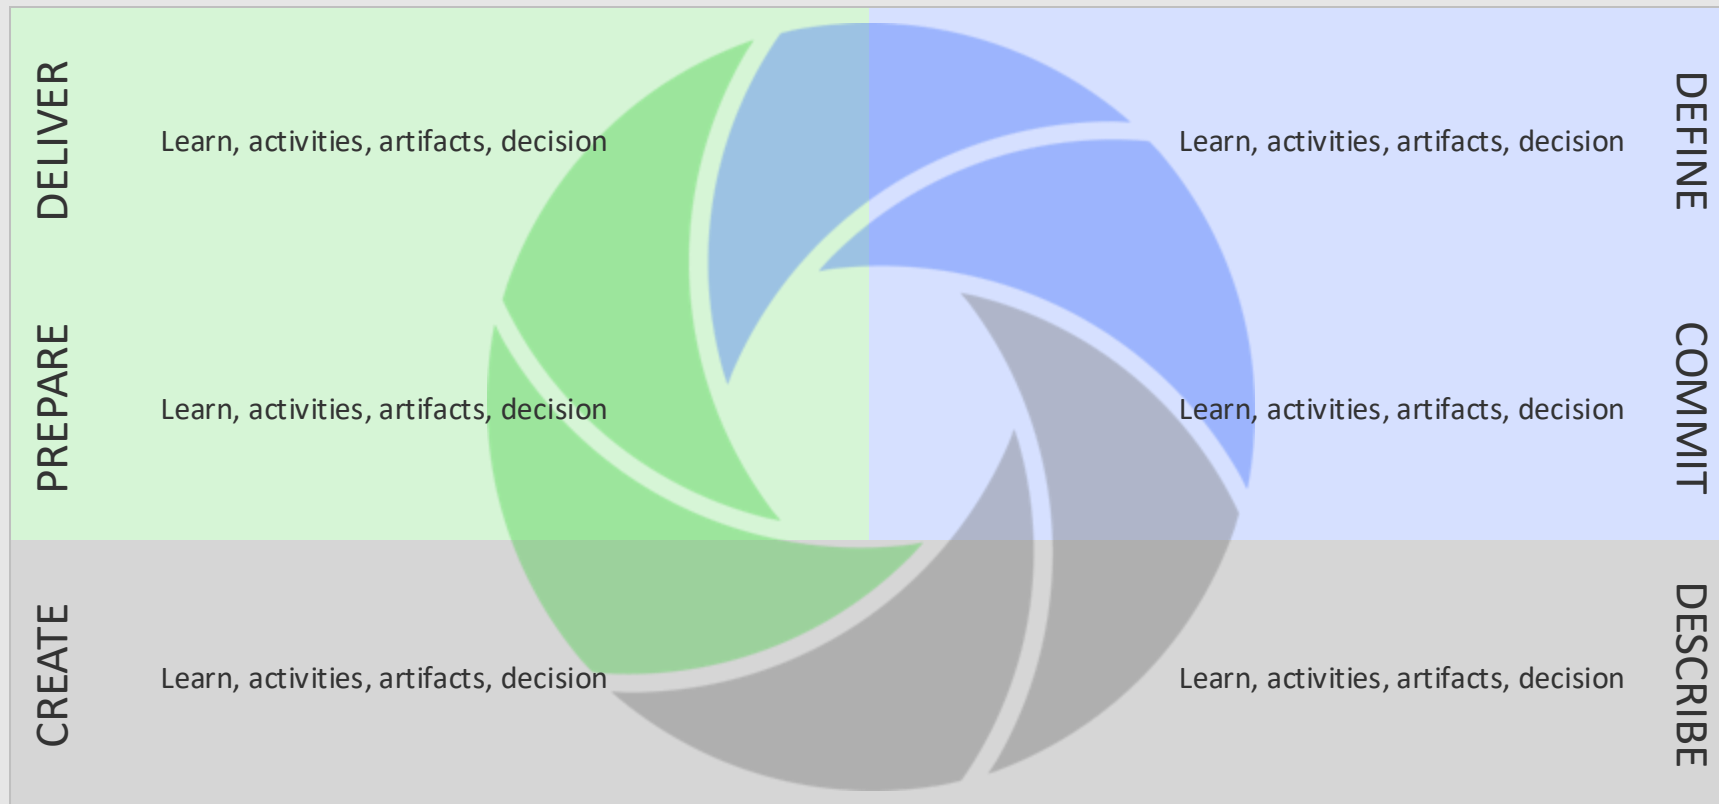 DELIVER
Learn, activities, artifacts, decision
Learn, activities, artifacts, decision
DEFINE
PREPARE
Learn, activities, artifacts, decision
Learn, activities, artifacts, decision
COMMIT
CREATE
Learn, activities, artifacts, decision
Learn, activities, artifacts, decision
DESCRIBE